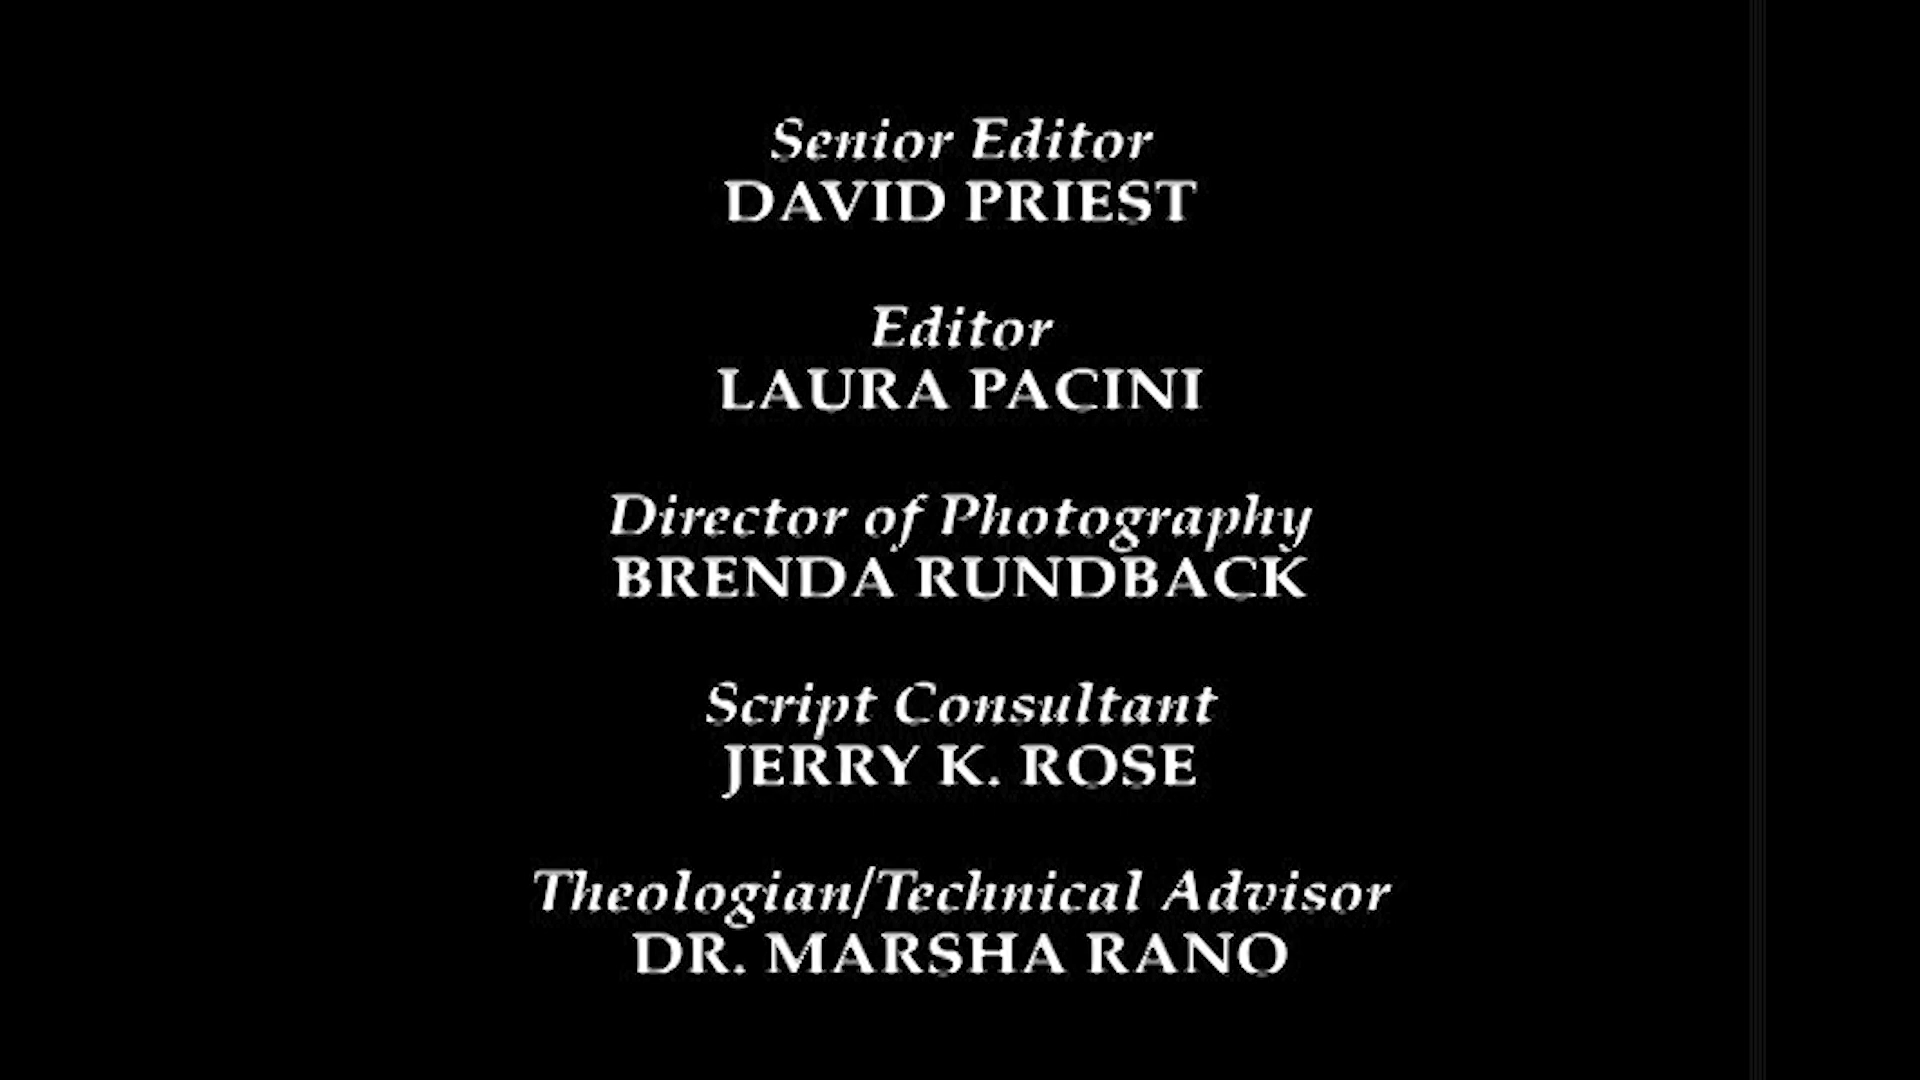 Senior Editor
DAVID PRIEST
Editor
LAURA PACINI
Director of Photography
BRENDA RUNDBACK
Script Consultant
JERRY K. ROSE
Theologian/Technical Advisor
DR. MARSHA RANO